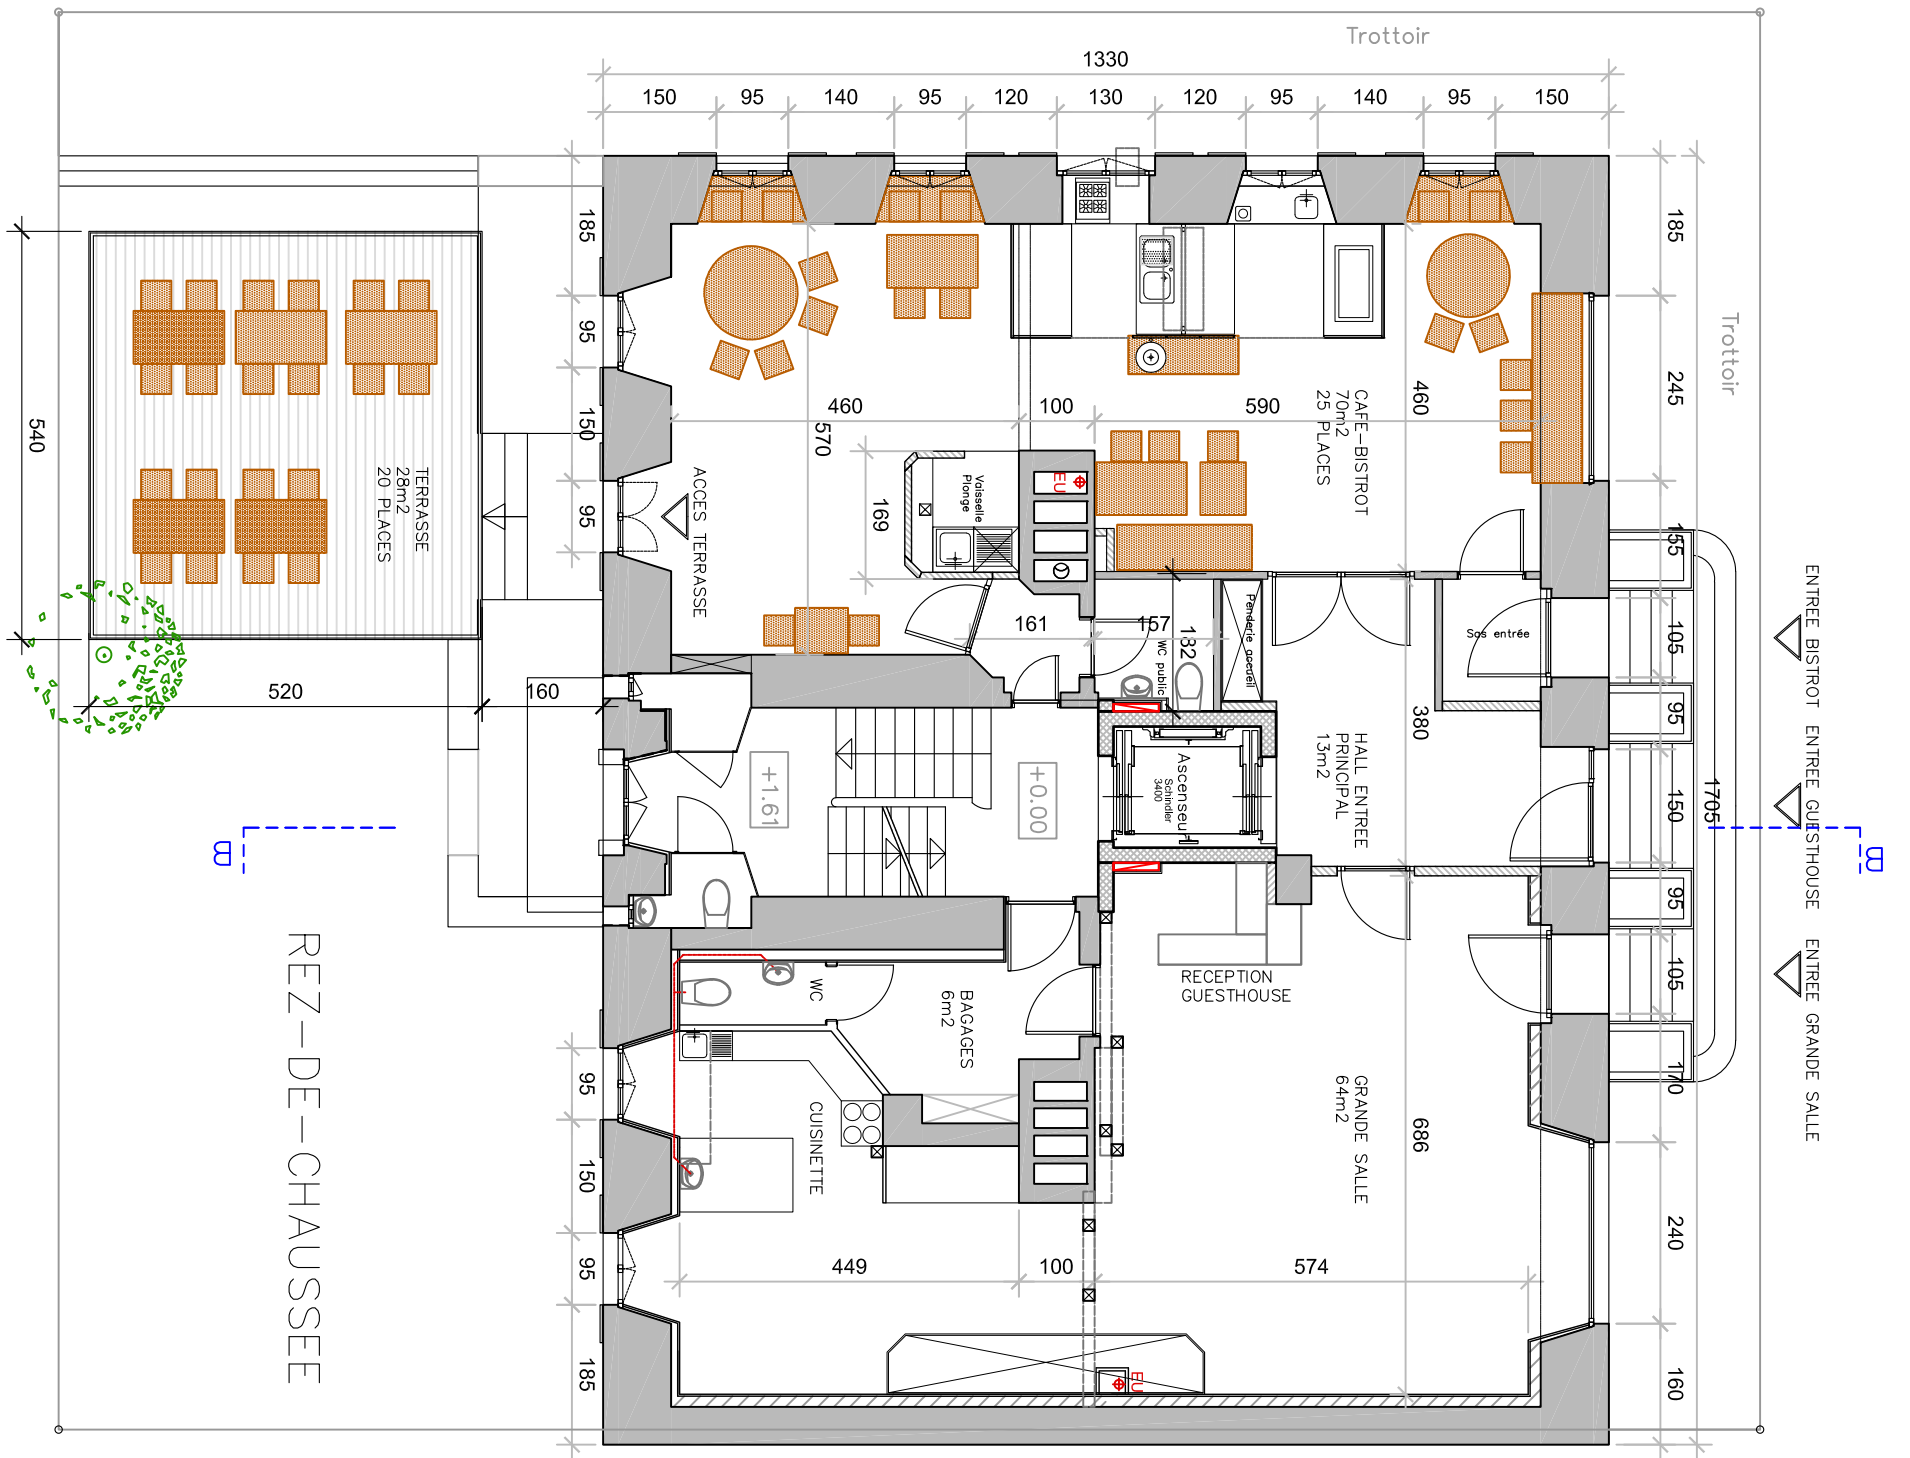 Trottoir
1330
150
95
140
95
120
130
120
95
140
95
150
185
95
150
95
540
TERRASSE
28m2
20 PLACES
520
160
460
100
590
570
460
CAFE-BISTROT
70m2
25 PLACES
ACCES TERRASSE
169
Vaisselle
Plonge
EU
161
157
182
WC public
Penderie accueil
Sas entrée
380
HALL ENTREE
PRINCIPAL
13m2
Ascenseu
Schindler
3400
+1.61
+0.00
RECEPTION
GUESTHOUSE
WC
BAGAGES
6m2
CUISINETTE
GRANDE SALLE
64m2
686
449
100
574
EU
95
150
95
185
Trottoir
185
245
155
105
95
150
95
105
170
240
160
1705
ENTREE BISTROT
ENTREE GUESTHOUSE
ENTREE GRANDE SALLE
B
B
REZ-DE-CHAUSSEE